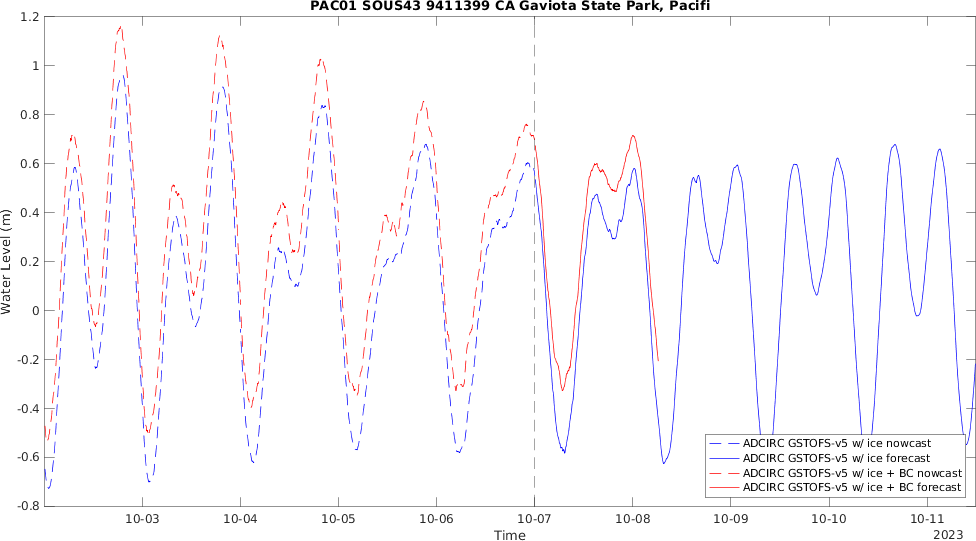 PAC01 SOUS43 9411399 CA Gaviota State Park, Pacifi
1.2
1
0.8
0.6
0.4
0.2
0
-0.2
-0.4
-0.6
-0.8
Water Level (m)
ADCIRC GSTOFS-v5 w/ ice nowcast
ADCIRC GSTOFS-v5 w/ ice forecast
ADCIRC GSTOFS-v5 w/ ice + BC nowcast
ADCIRC GSTOFS-v5 w/ ice + BC forecast
10-03 10-04 10-05 10-06 10-07 10-08 10-09 10-10 10-11
2023
Time